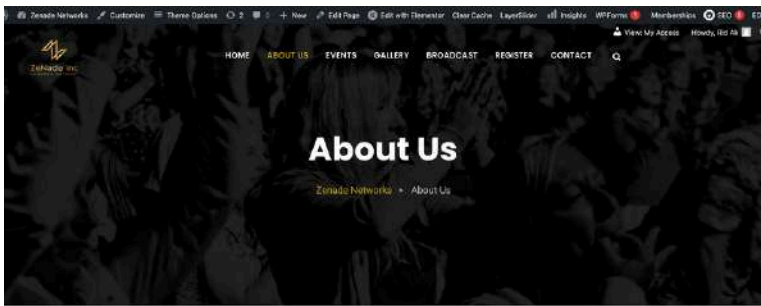 Zenade Networks Customize Theme Options 2 New Edit Page Edit with Elementor Clear Cache LayerSlider Insights WPForms Memberships SEO
View: My Access Howdy,
ZeNade Inc
HOME ABOUT US EVENTS GALLERY BROADCAST REGISTER CONTACT
About Us
Zenade Networks About Us